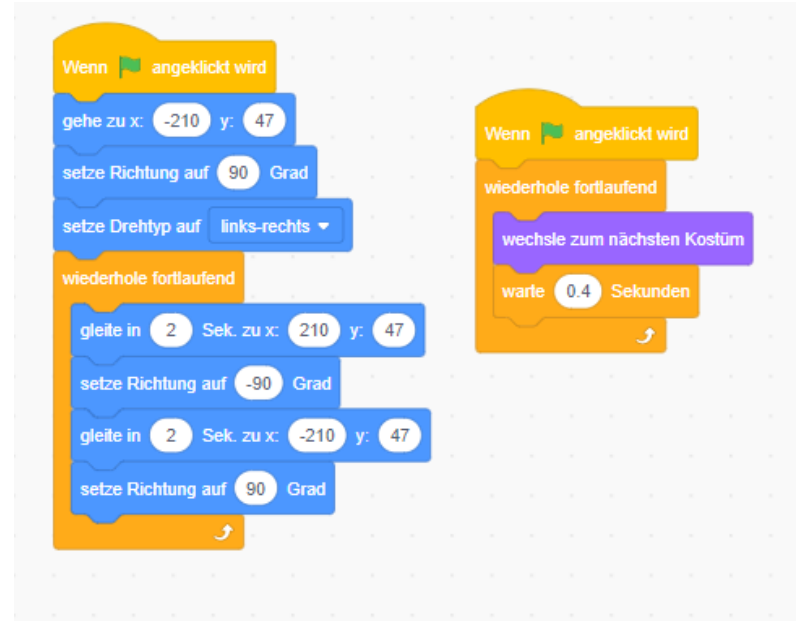 Wenn angeklickt wird
gehe zu x: -210 y: 47
setze Richtung auf 90 Grad
setze Drehtyp auf links-rechts
wiederhole fortlaufend
gleite in 2 Sek. zu x: 210 y: 47
setze Richtung auf -90 Grad
gleite in 2 Sek. zu x: -210 y: 47
setze Richtung auf 90 Grad
Wenn angeklickt wird
wiederhole fortlaufend
wechsle zum nächsten Kostüm
warte 0.4 Sekunden